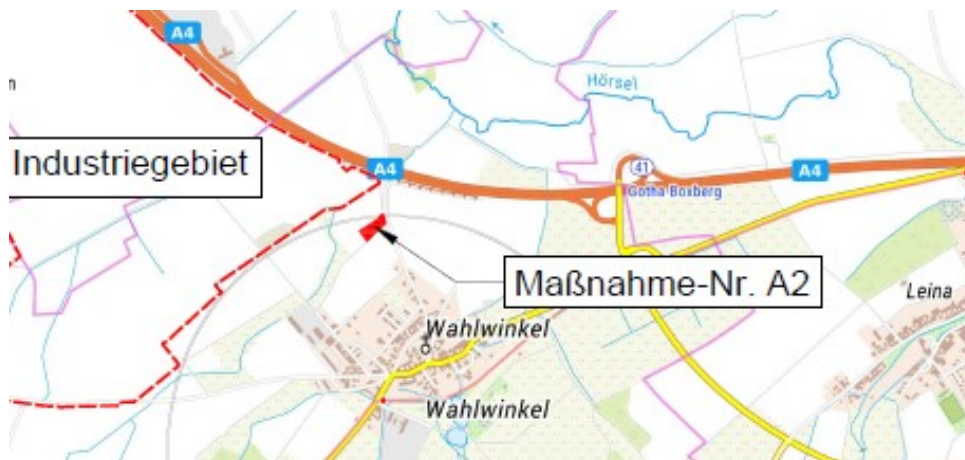 A4
Hörsel
n
Industriegebiet
A4
41
A4
Gotha-Boxberg
Maßnahme-Nr. A2
Leina
Wahlwinkel
Wahlwinkel